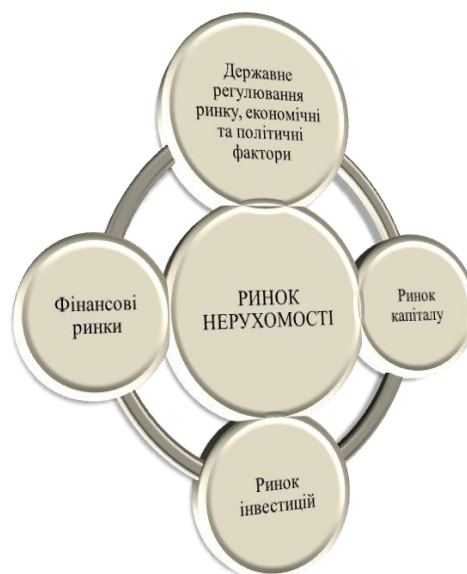 Державне
регулювання
ринку, економічні
та політичні
фактори
Фінансові
ринки
РИНОК
НЕРУХОМОСТІ
Ринок
капіталу
Ринок
інвестицій